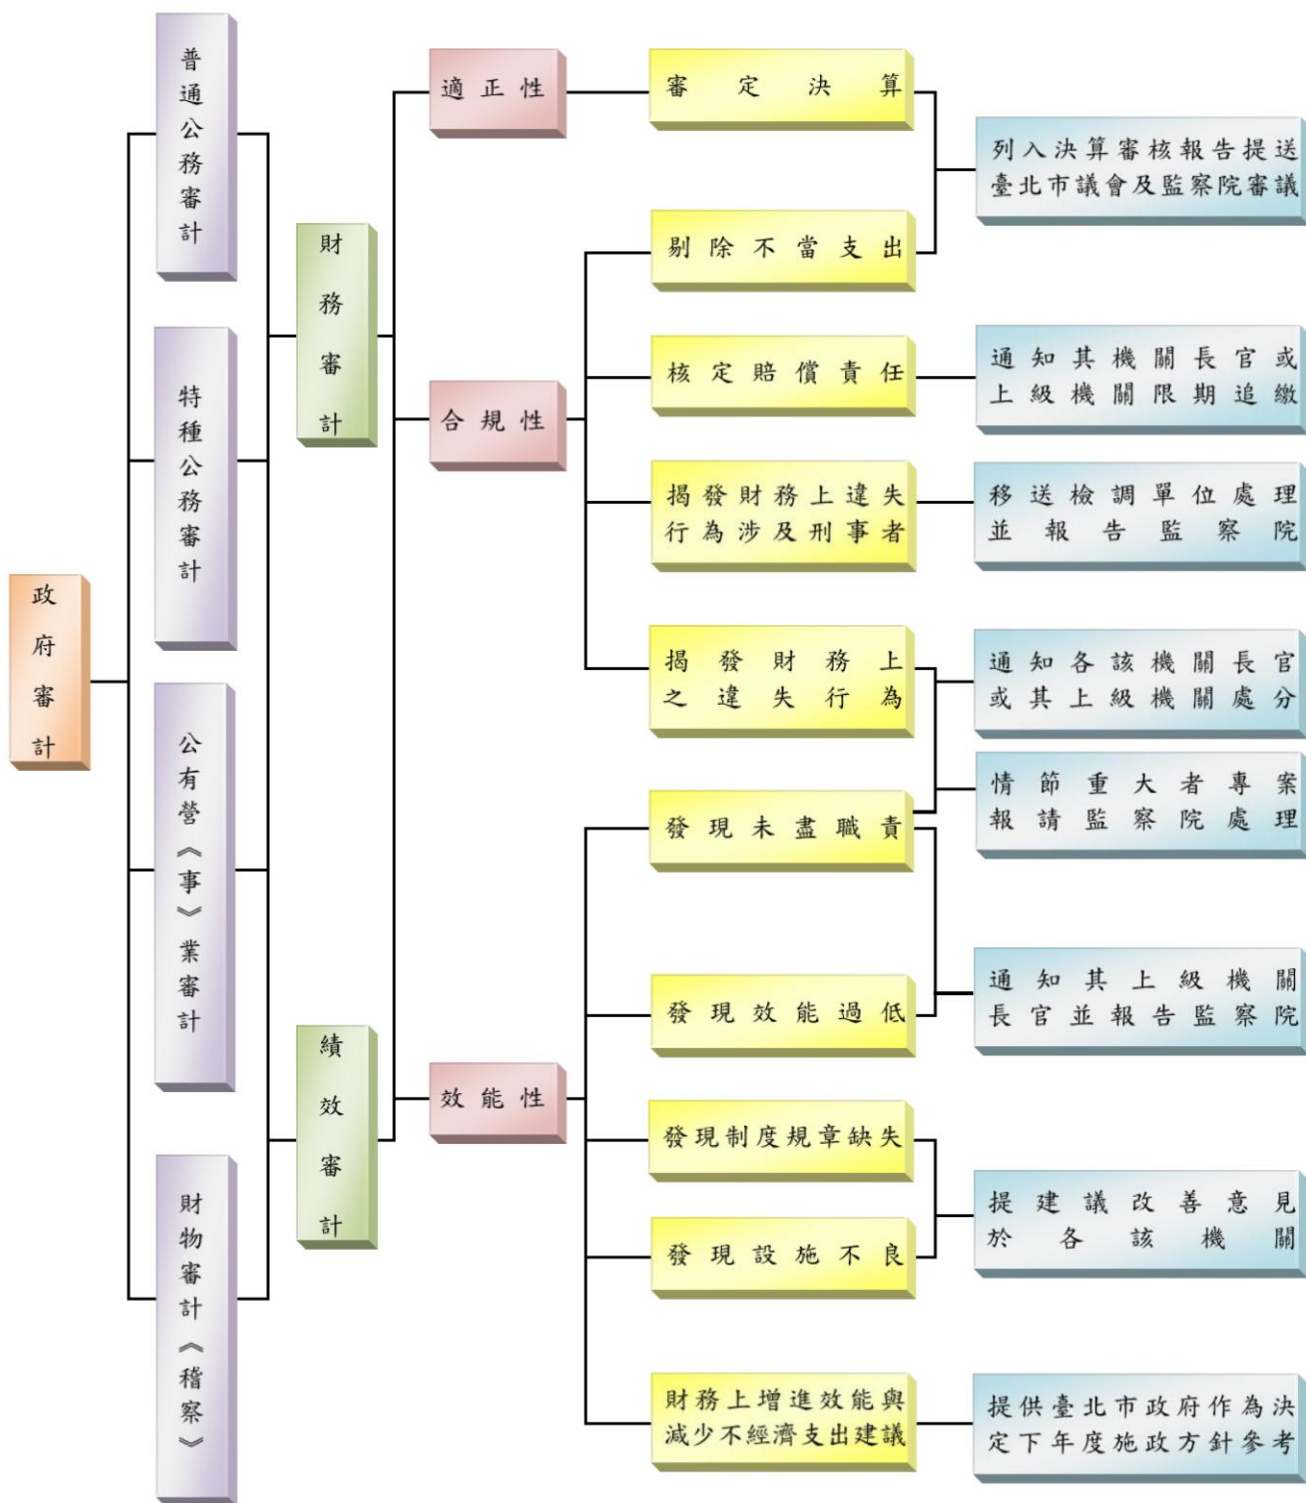 政府審計
普通公務審計
特種公務審計
公有營《事》業審計
財物審計《稽察》
財務審計
績效審計
適正性
合規性
效能性
審定決算
剔除不當支出
核定賠償責任
揭發財務上違失
行為涉及刑事者
揭發財務上
之違失行為
發現未盡職責
發現效能過低
發現制度規章缺失
發現設施不良
財務上增進效能與
減少不經濟支出建議
列入決算審核報告提送
臺北市議會及監察院審議
通知其機關長官或
上級機關限期追繳
移送檢調單位處理
並報告監察院
通知各該機關長官
或其上級機關處分
情節重大者專案
報請監察院處理
通知其上級機關
長官並報告監察院
提建議改善意見
於各該機關
提供臺北市政府作為決
定下年度施政方針參考